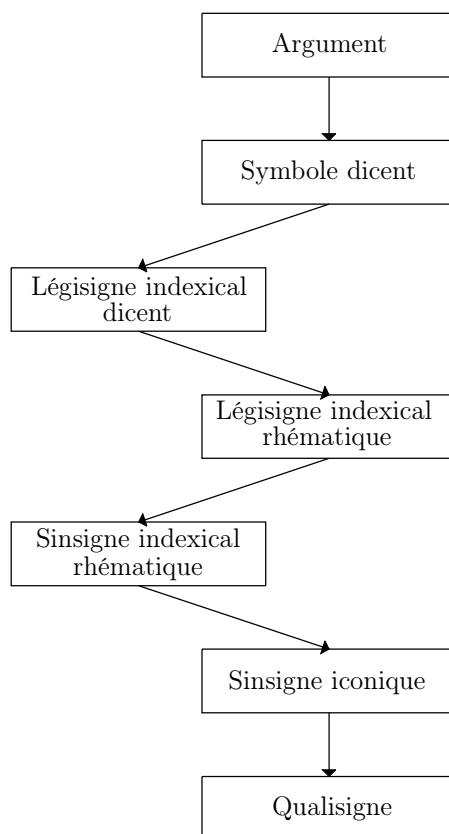 Argument
Symbole dicent
Légisigne indexical
dicent
Légisigne indexical
rhématique
Sinsigne indexical
rhématique
Sinsigne iconique
Qualisigne